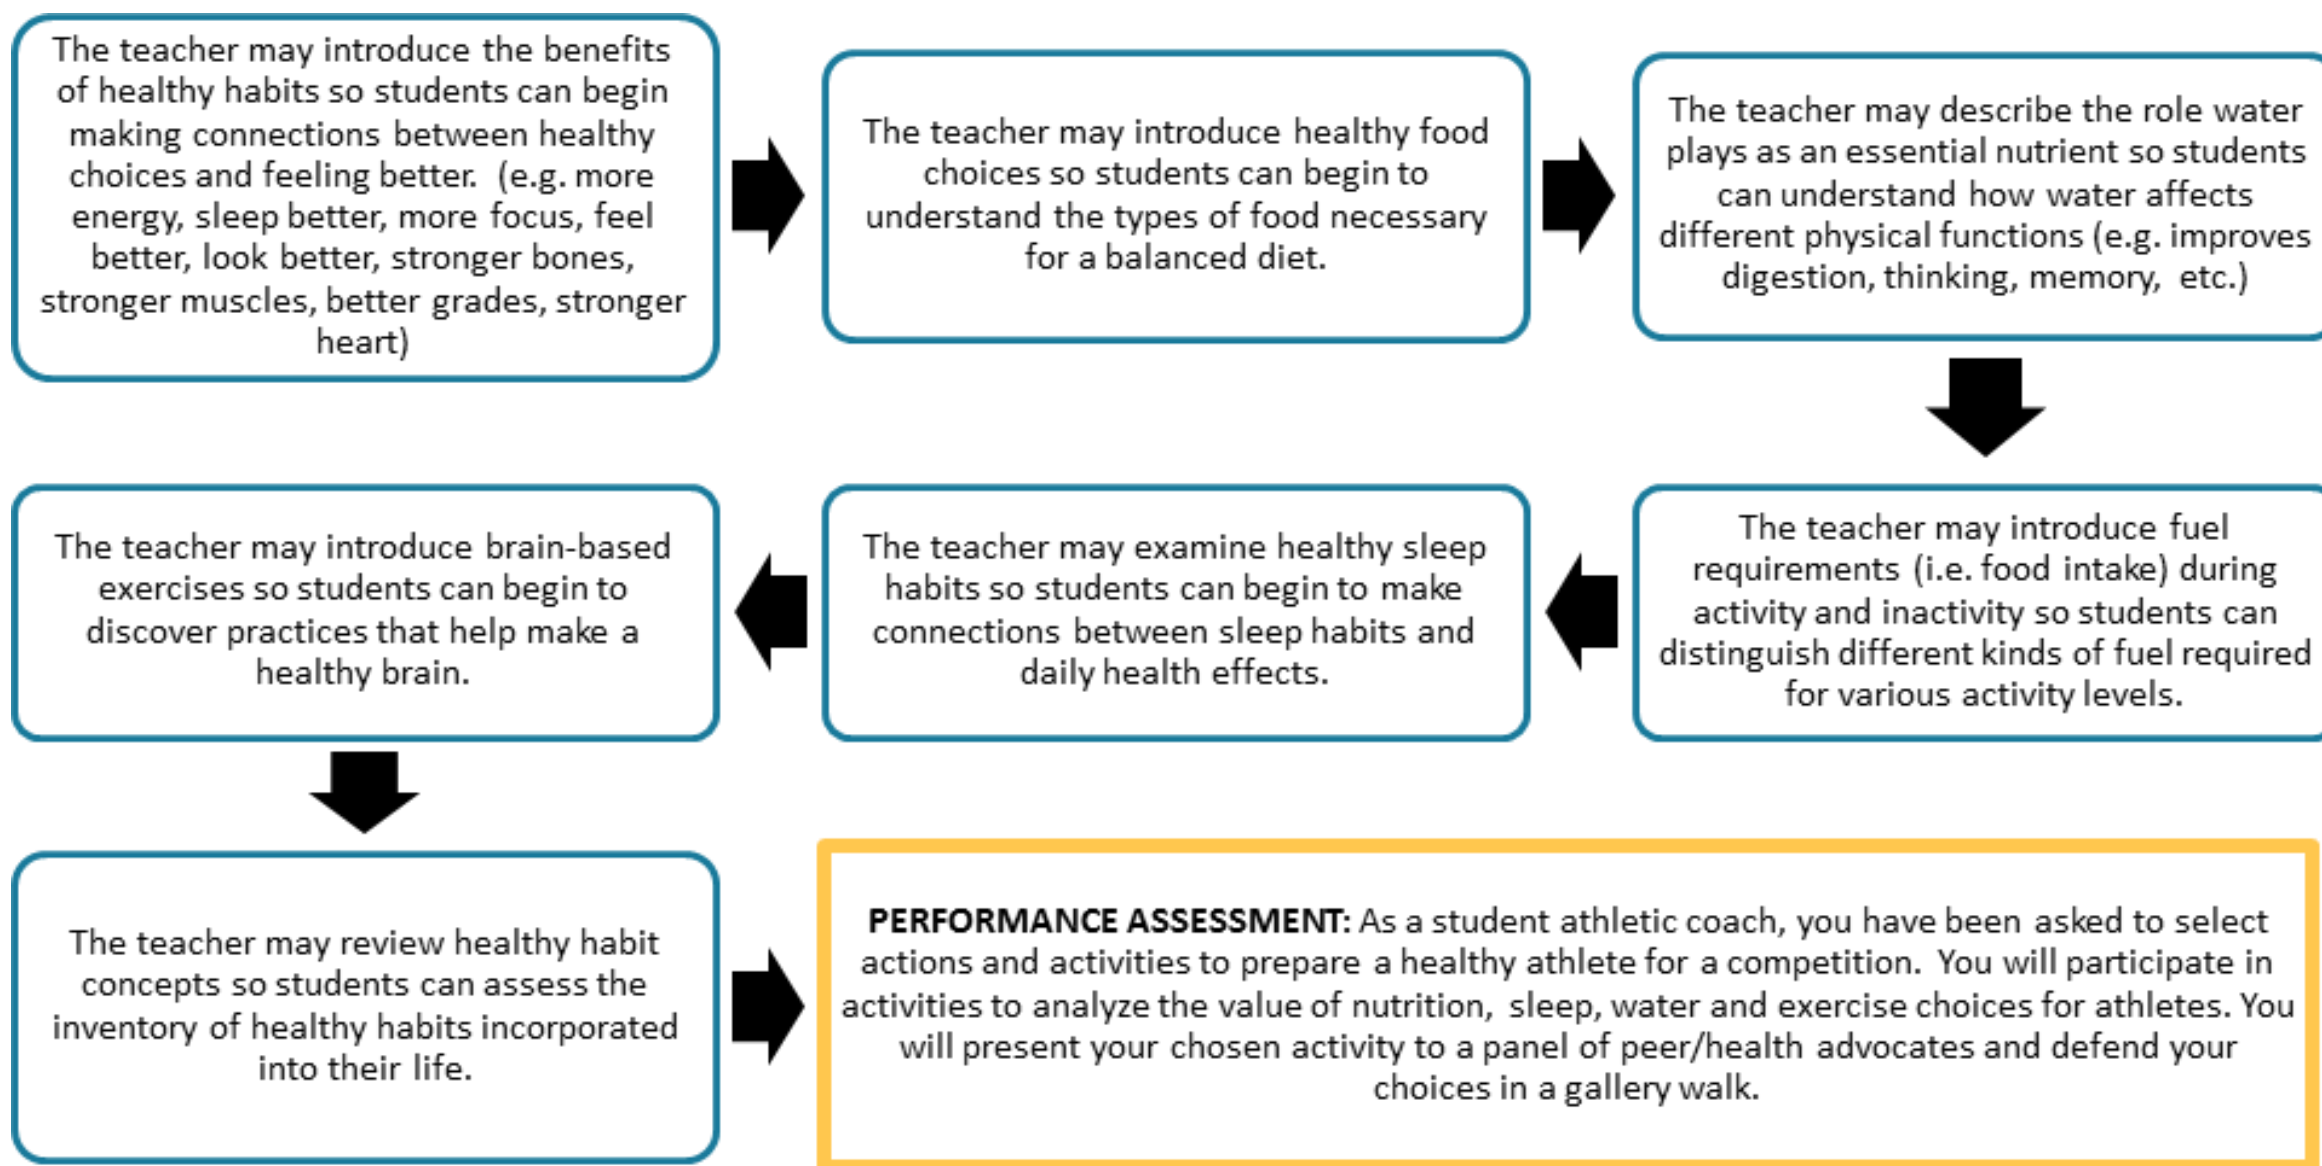 The teacher may introduce the benefits
of healthy habits so students can begin
making connections between healthy
choices and feeling better.  (e.g. more
energy, sleep better, more focus, feel
better, look better, stronger bones,
stronger muscles, better grades, stronger
heart)
The teacher may introduce healthy food
choices so students can begin to
understand the types of food necessary
for a balanced diet.
The teacher may describe the role water
plays as an essential nutrient so students
can understand how water affects
different physical functions (e.g. improves
digestion, thinking, memory,  etc.)
The teacher may introduce fuel
requirements (i.e. food intake) during
activity and inactivity so students can
distinguish different kinds of fuel required
for various activity levels.
The teacher may examine healthy sleep
habits so students can begin to make
connections between sleep habits and
daily health effects.
The teacher may introduce brain-based
exercises so students can begin to
discover practices that help make a
healthy brain.
The teacher may review healthy habit
concepts so students can assess the
inventory of healthy habits incorporated
into their life.
PERFORMANCE ASSESSMENT: As a student athletic coach, you have been asked to select
actions and activities to prepare a healthy athlete for a competition.  You will participate in
activities to analyze the value of nutrition,  sleep, water and exercise choices for athletes. You
will present your chosen activity to a panel of peer/health advocates and defend your
choices in a gallery walk.